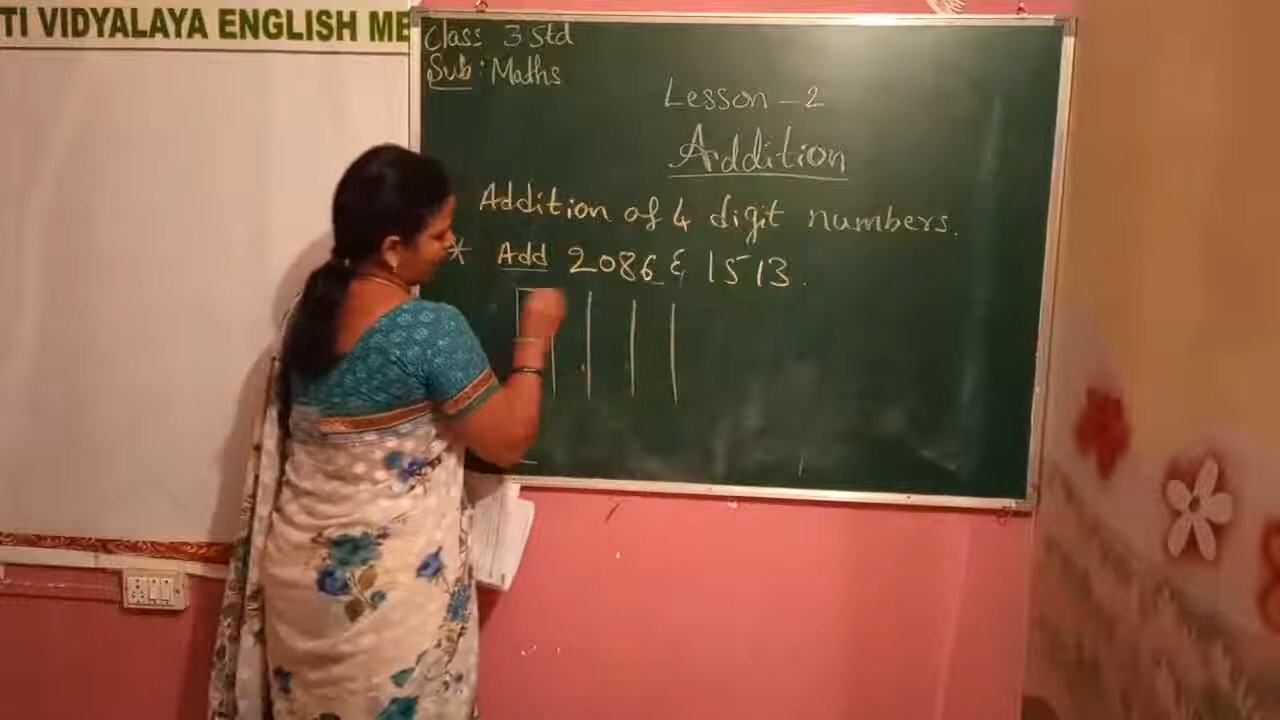 TI VIDYALAYA ENGLISH ME
Class 3 Std
Sub : Maths
Lesson - 2
Addition
Addition of 4 digit numbers.
* Add 2086 & 1513.